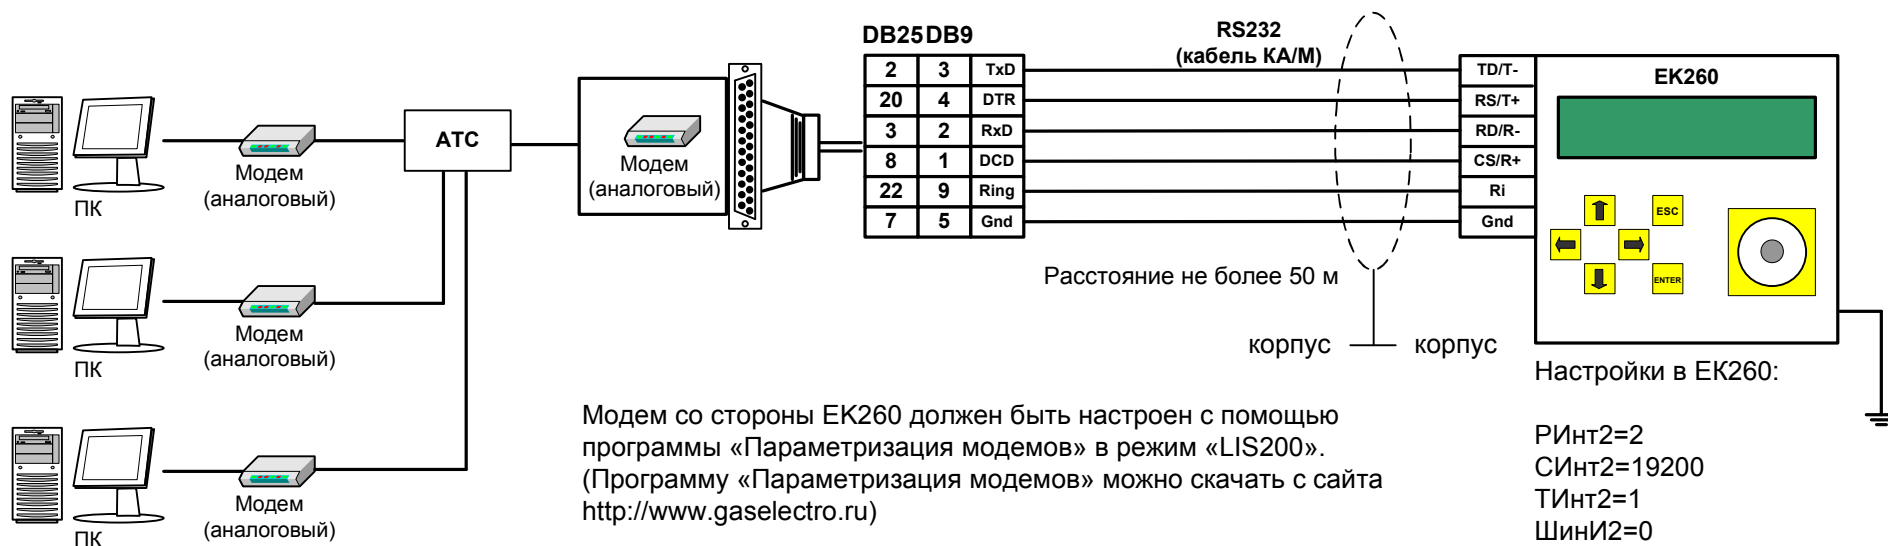 DB25 DB9
2 3 TxD
20 4 DTR
3 2 RxD
8 1 DCD
22 9 Ring
7 5 Gnd
RS232
(кабель КА/М)
TD/T-
RS/T+
RD/R-
CS/R+
Ri
Gnd
EK260
ESC
ENTER
АТС
Модем
(аналоговый)
ПК
Модем
(аналоговый)
ПК
Модем
(аналоговый)
ПК
Модем
(аналоговый)
Расстояние не более 50 м
корпус корпус
Модем со стороны EK260 должен быть настроен с помощью
программы «Параметризация модемов» в режим «LIS200».
(Программу «Параметризация модемов» можно скачать с сайта
http://www.gaselectro.ru)
Настройки в ЕК260:
РИнт2=2
СИнт2=19200
ТИнт2=1
ШинИ2=0